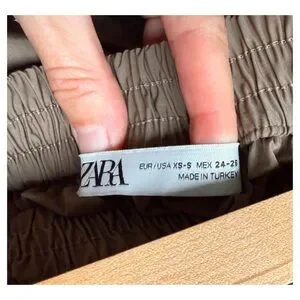 ZARA
EUR/USA XS-S MEX 24-26
MADE IN TURKEY